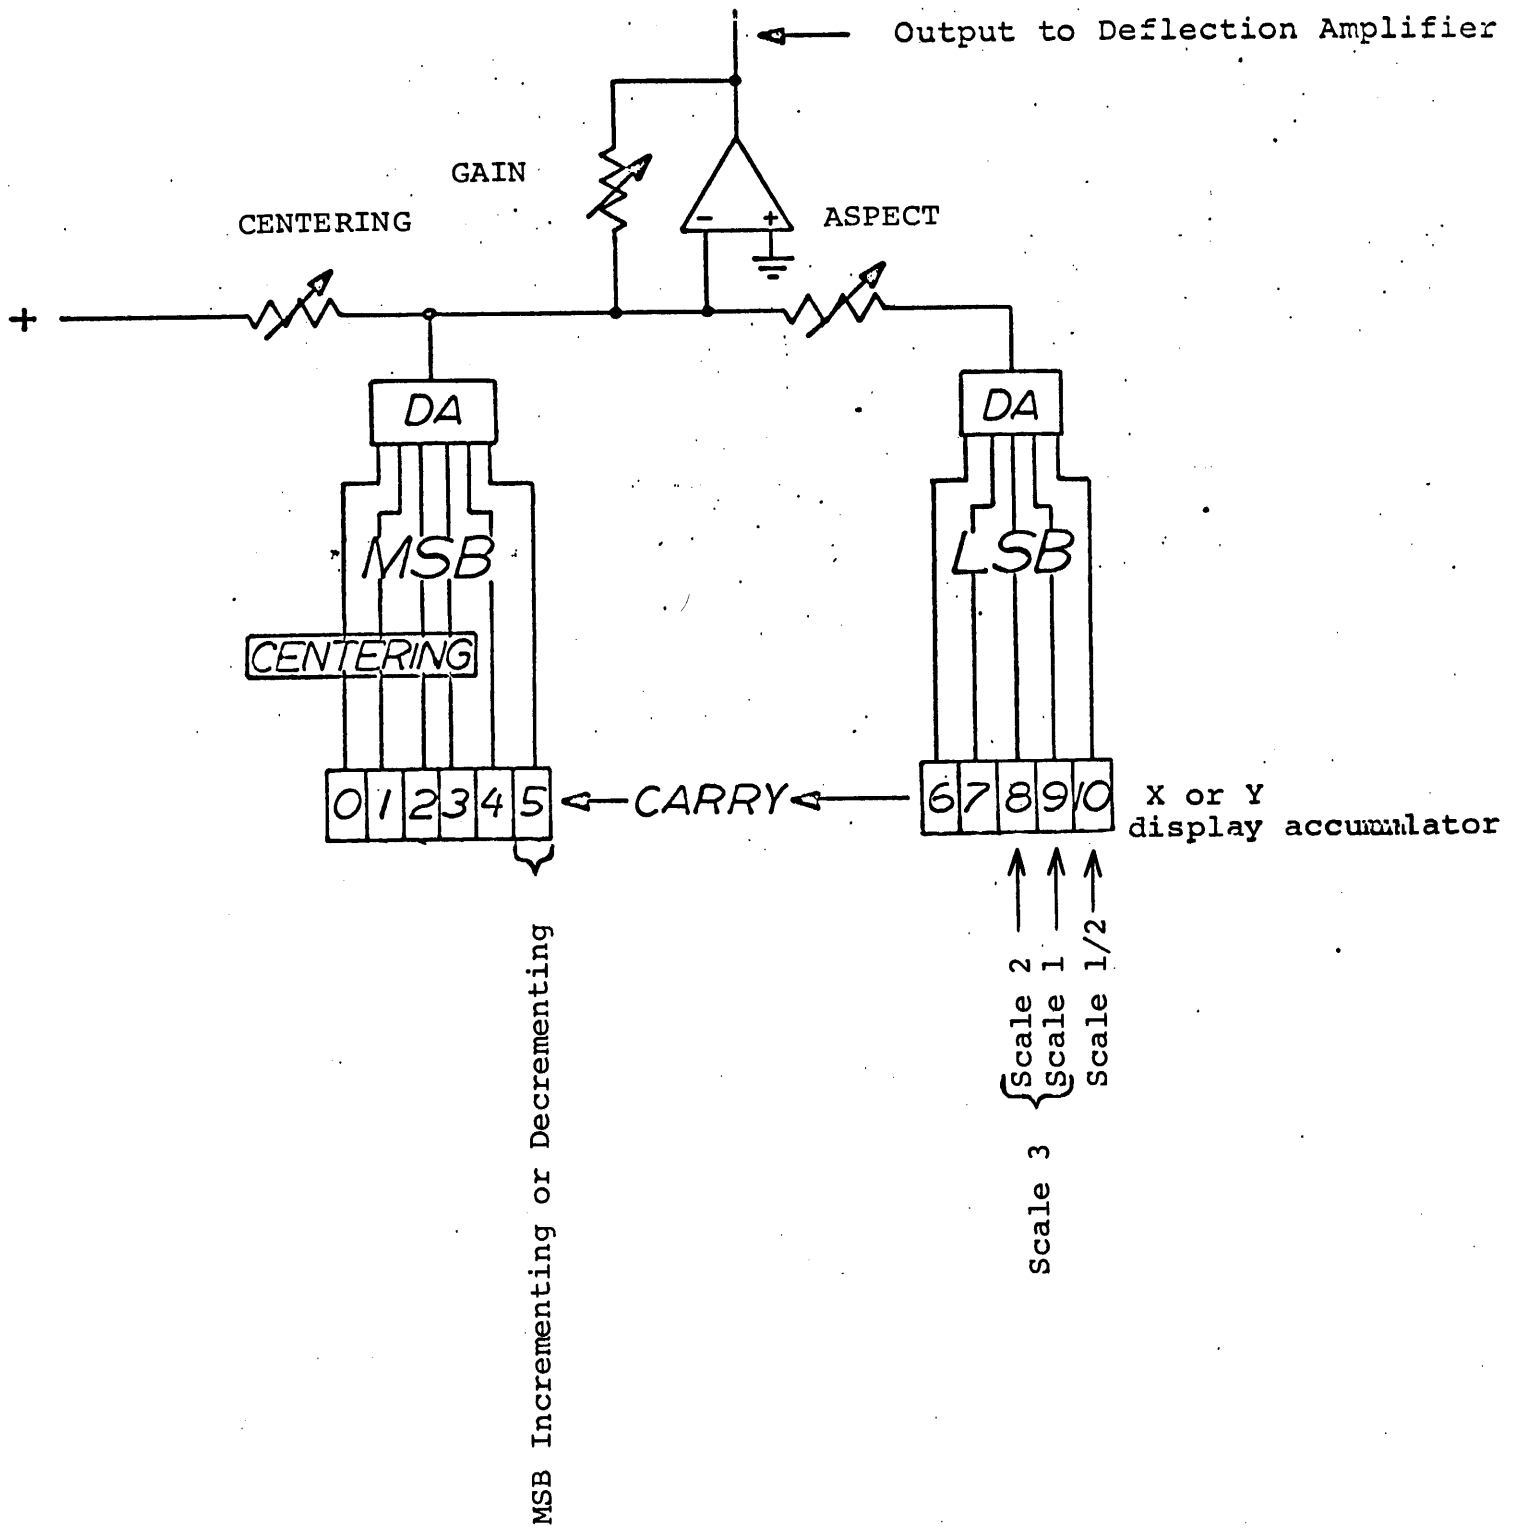 Output to Deflection Amplifier
GAIN
CENTERING
ASPECT
- +
+
DA
DA
MSB
LSB
CENTERING
0 1 2 3 4 5
CARRY
6 7 8 9 10
X or Y
display accumulator
MSB Incrementing or Decrementing
Scale 2
Scale 1
Scale 1/2
Scale 3